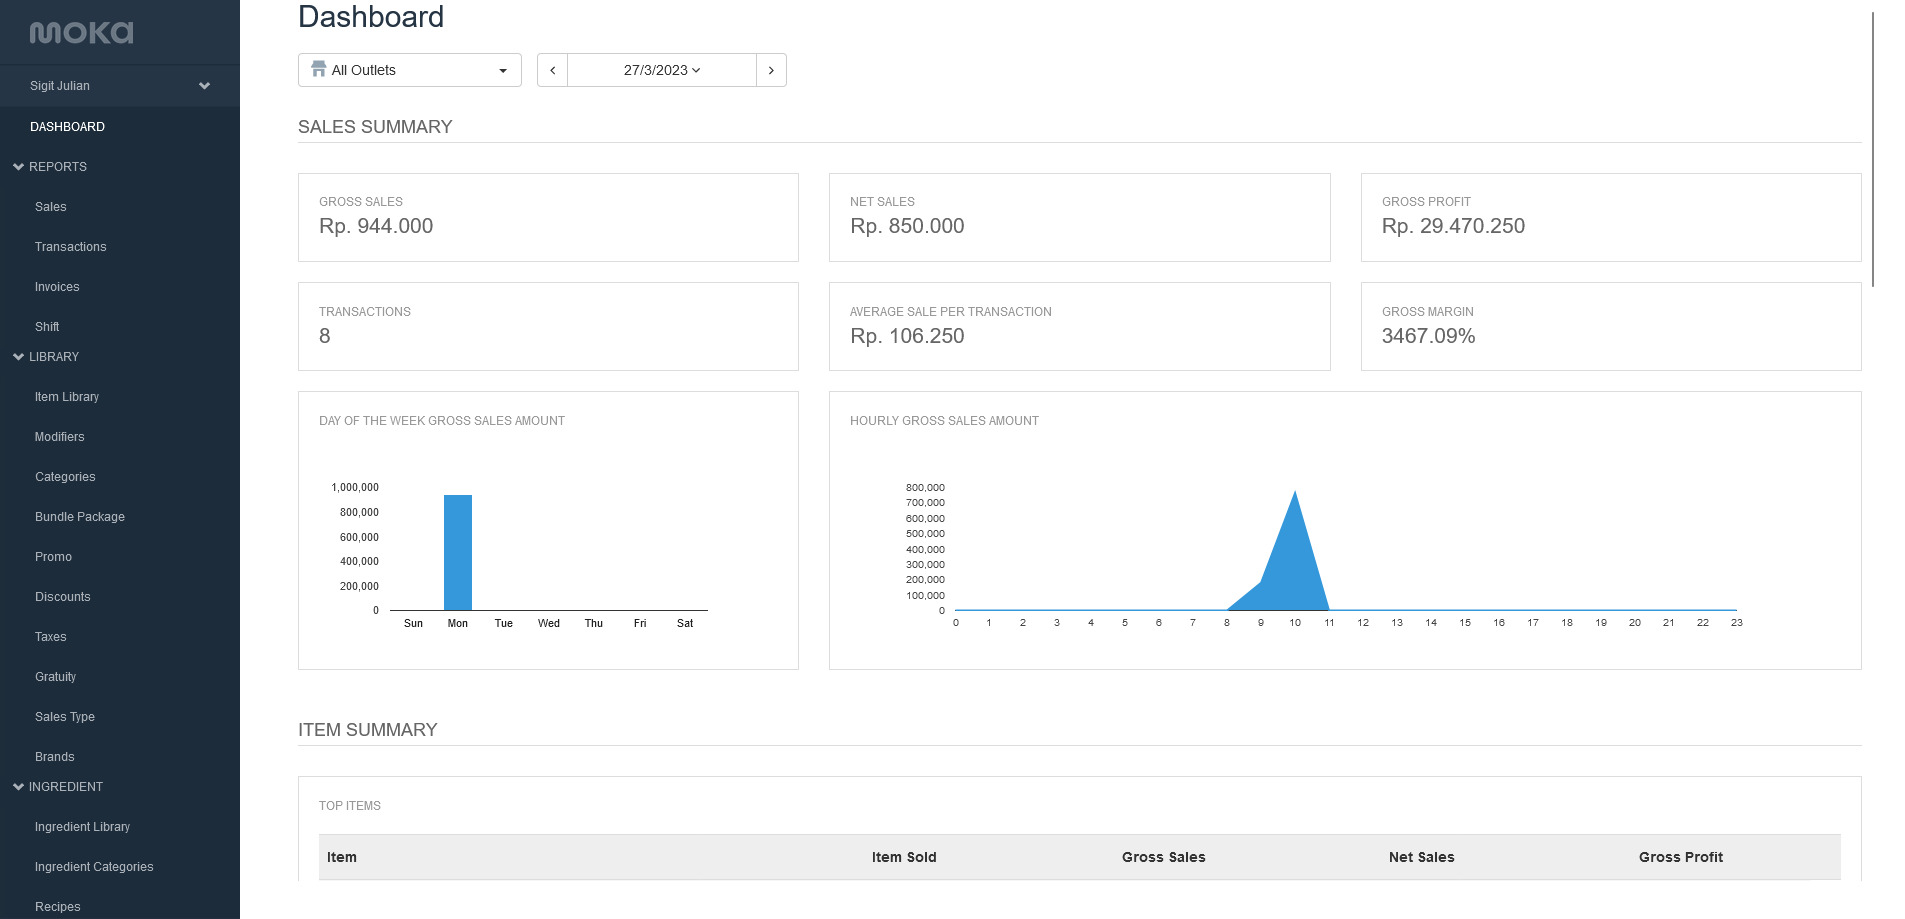 moka
Sigit Julian
DASHBOARD
REPORTS
Sales
Transactions
Invoices
Shift
LIBRARY
Item Library
Modifiers
Categories
Bundle Package
Promo
Discounts
Taxes
Gratuity
Sales Type
Brands
INGREDIENT
Ingredient Library
Ingredient Categories
Recipes
Dashboard
All Outlets
27/3/2023
SALES SUMMARY
GROSS SALES
Rp. 944.000
NET SALES
Rp. 850.000
GROSS PROFIT
Rp. 29.470.250
TRANSACTIONS
8
AVERAGE SALE PER TRANSACTION
Rp. 106.250
GROSS MARGIN
3467.09%
DAY OF THE WEEK GROSS SALES AMOUNT
1,000,000
800,000
600,000
400,000
200,000
0
Sun Mon Tue Wed Thu Fri Sat
HOURLY GROSS SALES AMOUNT
800,000
700,000
600,000
500,000
400,000
300,000
200,000
100,000
0
0 1 2 3 4 5 6 7 8 9 10 11 12 13 14 15 16 17 18 19 20 21 22 23
ITEM SUMMARY
TOP ITEMS
Item Item Sold Gross Sales Net Sales Gross Profit